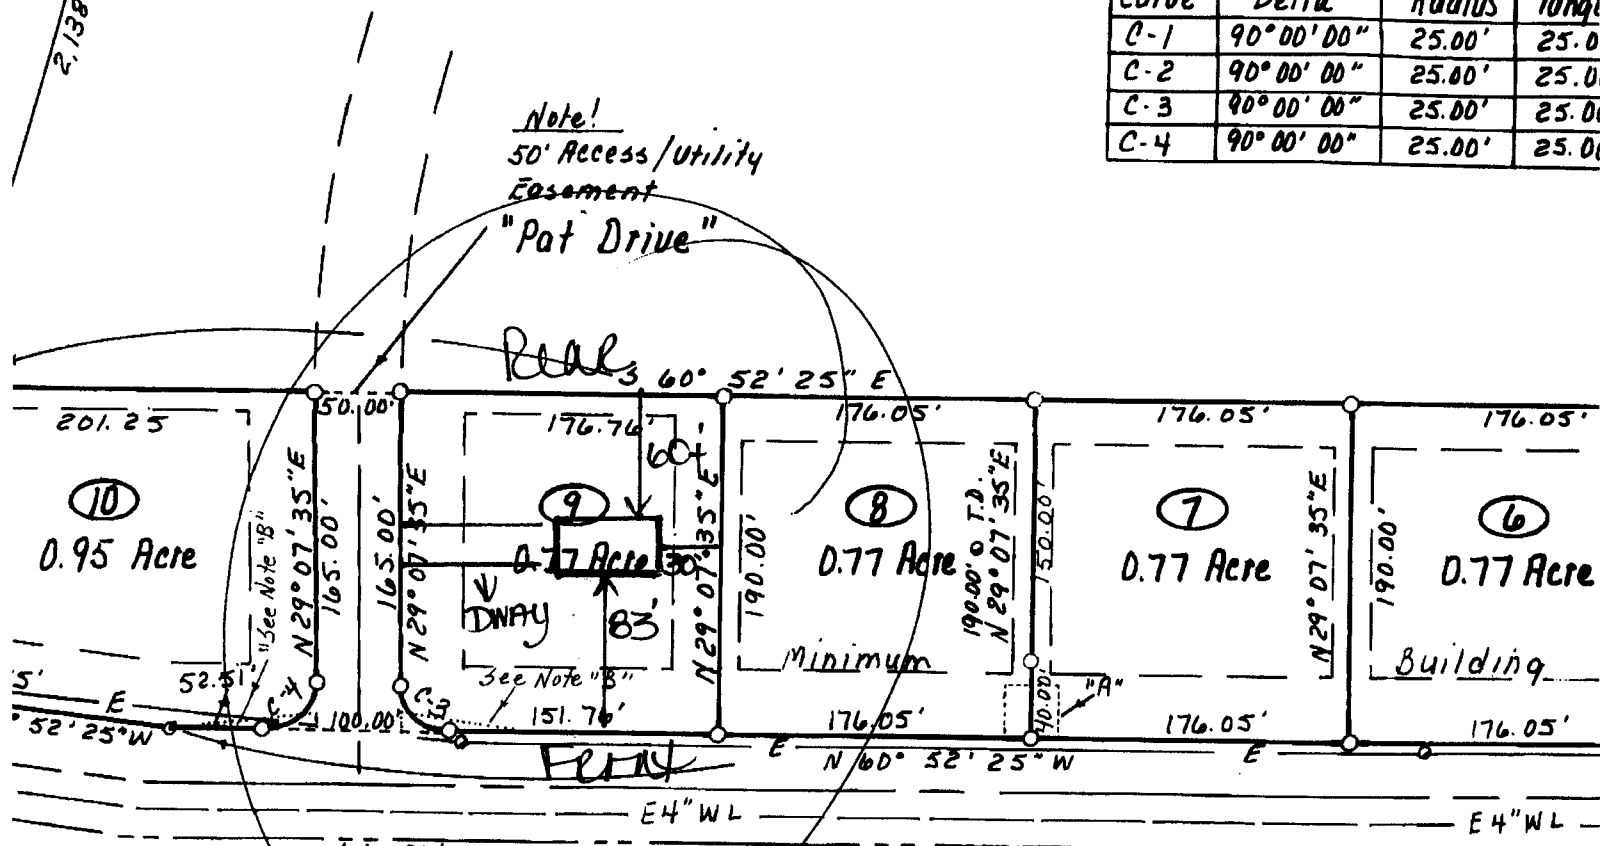 2,138
Curve Delta Radius
C-1 90°00'00" 25.00'
C-2 90°00'00" 25.00'
C-3 90°00'00" 25.00'
C-4 90°00'00" 25.00'
Note!
50' Access/Utility
Easement
"Pat Drive"
Rear
S 60° 52' 25" E
201.25
50.00'
176.76'
176.05'
176.05'
176.05'
60+'
10
0.95 Acre
"See Note "B"
N 29° 07' 35" E
165.00'
165.00'
N 29° 07' 35" E
9
0.77 Acre
30'
DWAY
83'
N 29° 07' 35" E
190.00'
8
0.77 Acre
190.00' O.T.D.
N 29° 07' 35" E
150.00'
7
0.77 Acre
N 29° 07' 35" E
190.00'
6
0.77 Acre
Minimum
Building
52.51'
C-4
C-3
See Note "B"
40.00'
"A"
5'
E
52' 25" W
100.00'
151.76'
176.05'
176.05'
176.05'
Front
E
N 60° 52' 25" W
E
E 4" WL
E 4" WL